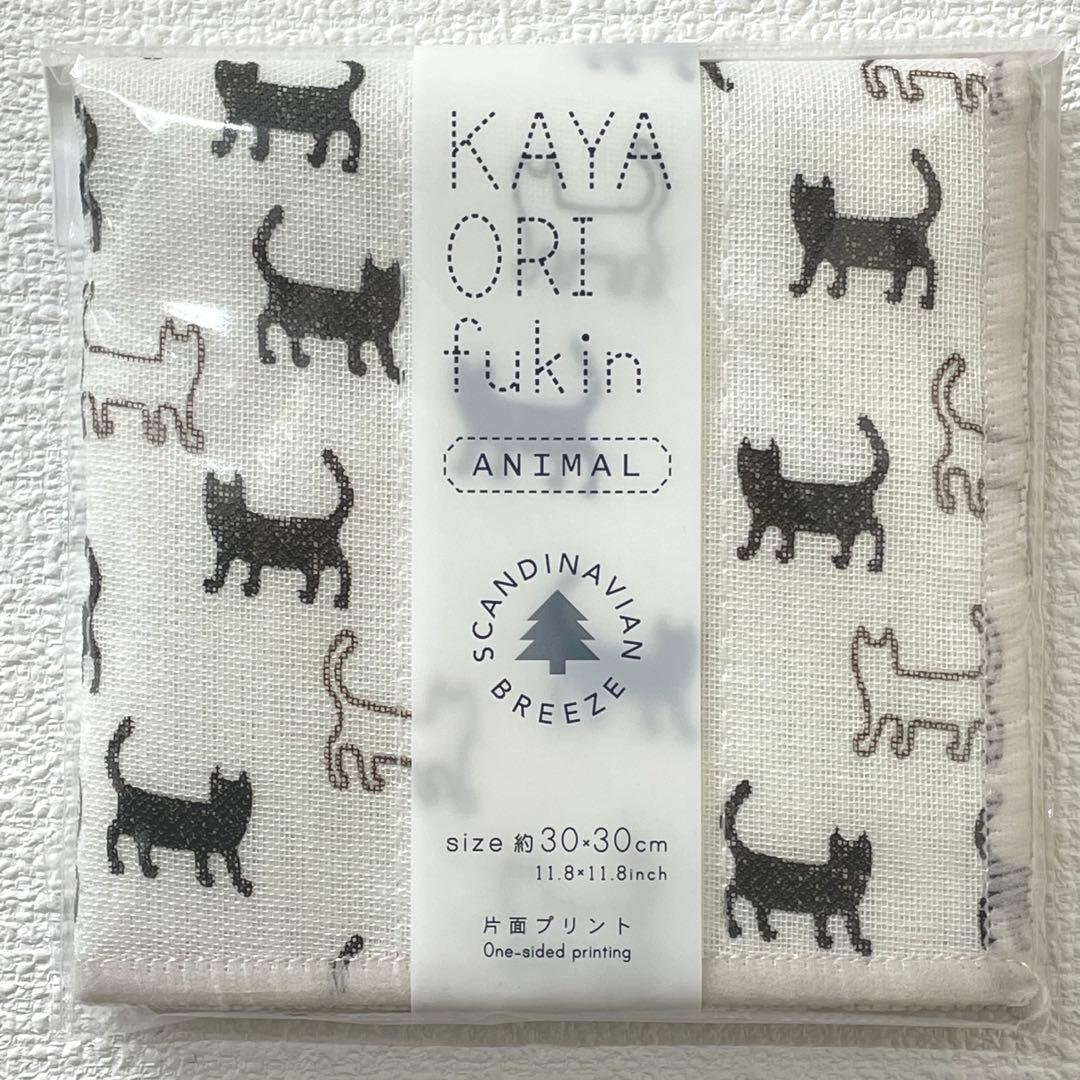 KAYA
ORI
fukin
ANIMAL
SCANDINAVIAN
BREEZE
size 約30×30cm
11.8×11.8inch
片面プリント
One-sided printing